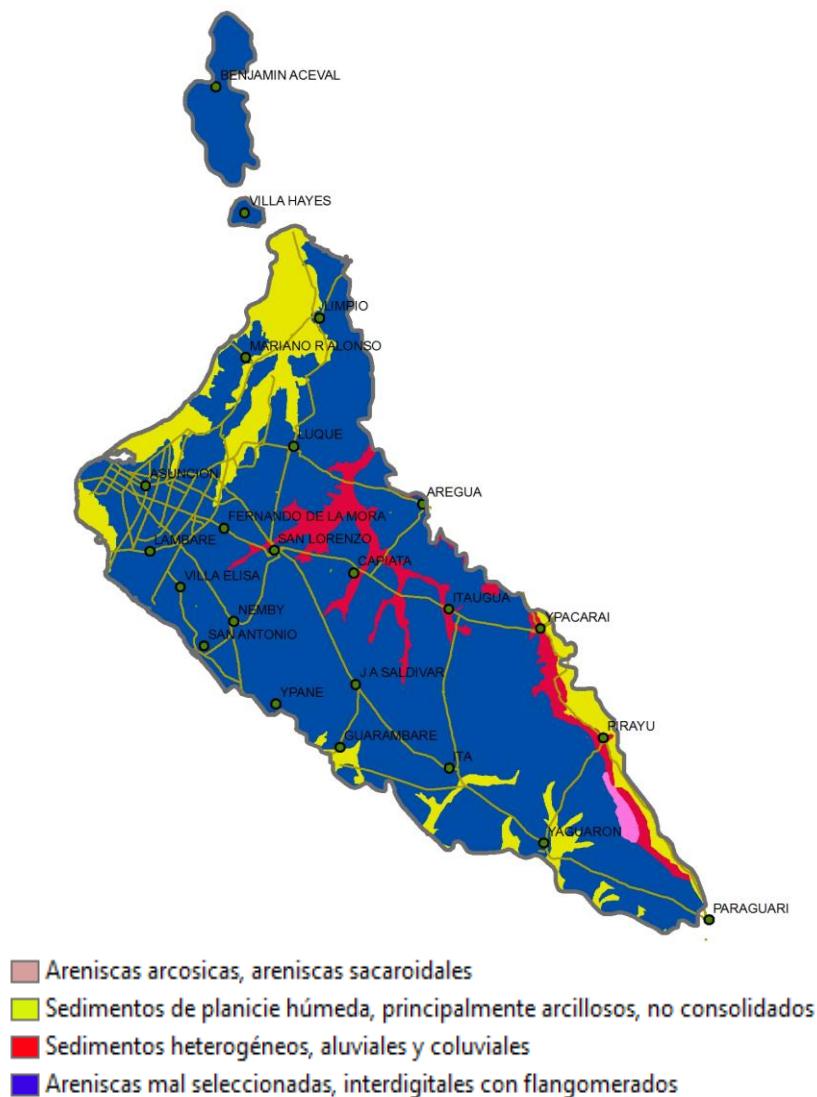 BENJAMIN ACEVAL
VILLA HAYES
LIMPIO
MARIANO R ALONSO
LUQUE
ASUNCION
AREGUA
FERNANDO DE LA MORA
LAMBARE
SAN LORENZO
CAPIATA
VILLA ELISA
ITAUGUA
NEMBY
YPACARAI
SAN ANTONIO
J A SALDIVAR
YPANE
PIRAYU
GUARAMBARE
ITA
YAGUARON
PARAGUARI
Areniscas arcosicas, areniscas sacaroidales
Sedimentos de planicie húmeda, principalmente arcillosos, no consolidados
Sedimentos heterogéneos, aluviales y coluviales
Areniscas mal seleccionadas, interdigitales con flangomerados